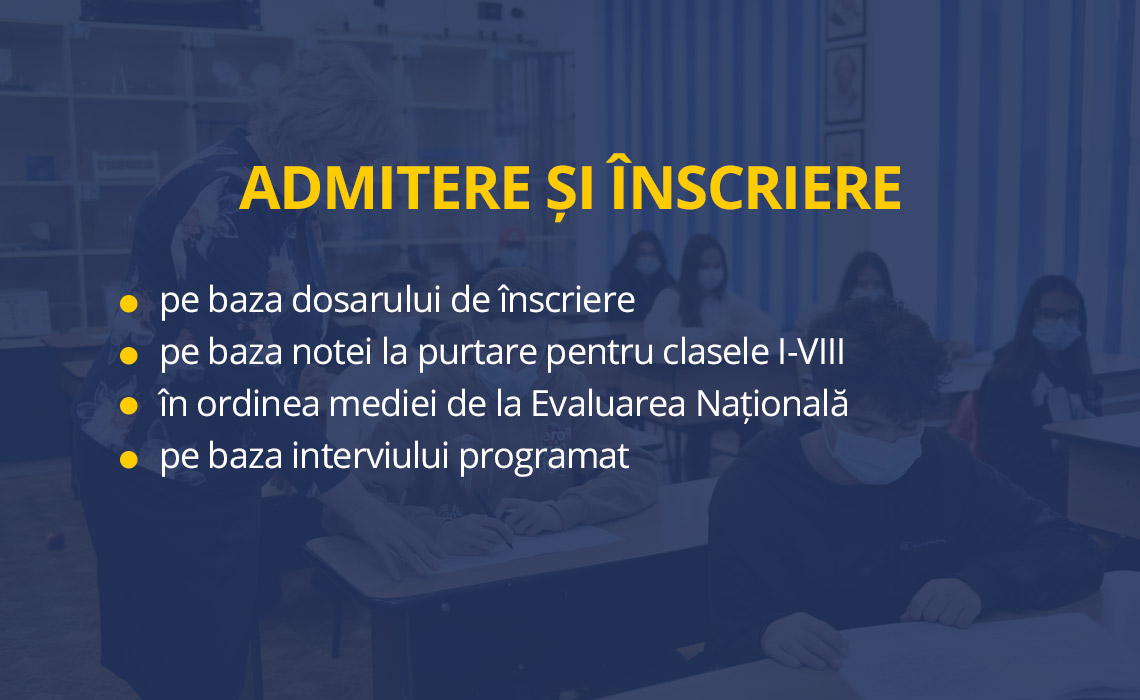 ADMITERE ȘI ÎNSCRIERE
pe baza dosarului de înscriere
pe baza notei la purtare pentru clasele I-VIII
în ordinea mediei de la Evaluarea Națională
pe baza interviului programat